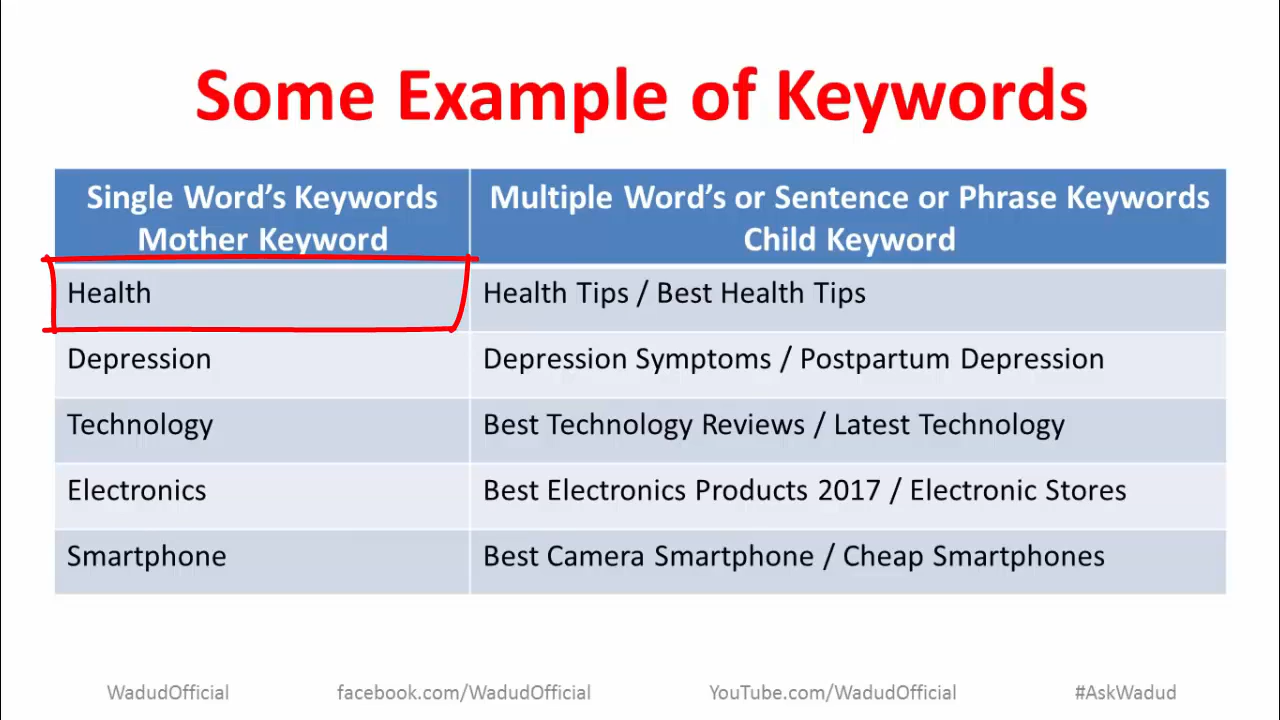 Some Example of Keywords
Single Word's Keywords
Mother Keyword
Multiple Word's or Sentence or Phrase Keywords
Child Keyword
Health
Health Tips / Best Health Tips
Depression
Depression Symptoms / Postpartum Depression
Technology
Best Technology Reviews / Latest Technology
Electronics
Best Electronics Products 2017 / Electronic Stores
Smartphone
Best Camera Smartphone / Cheap Smartphones
WadudOfficial
facebook.com/WadudOfficial
YouTube.com/WadudOfficial
#AskWadud